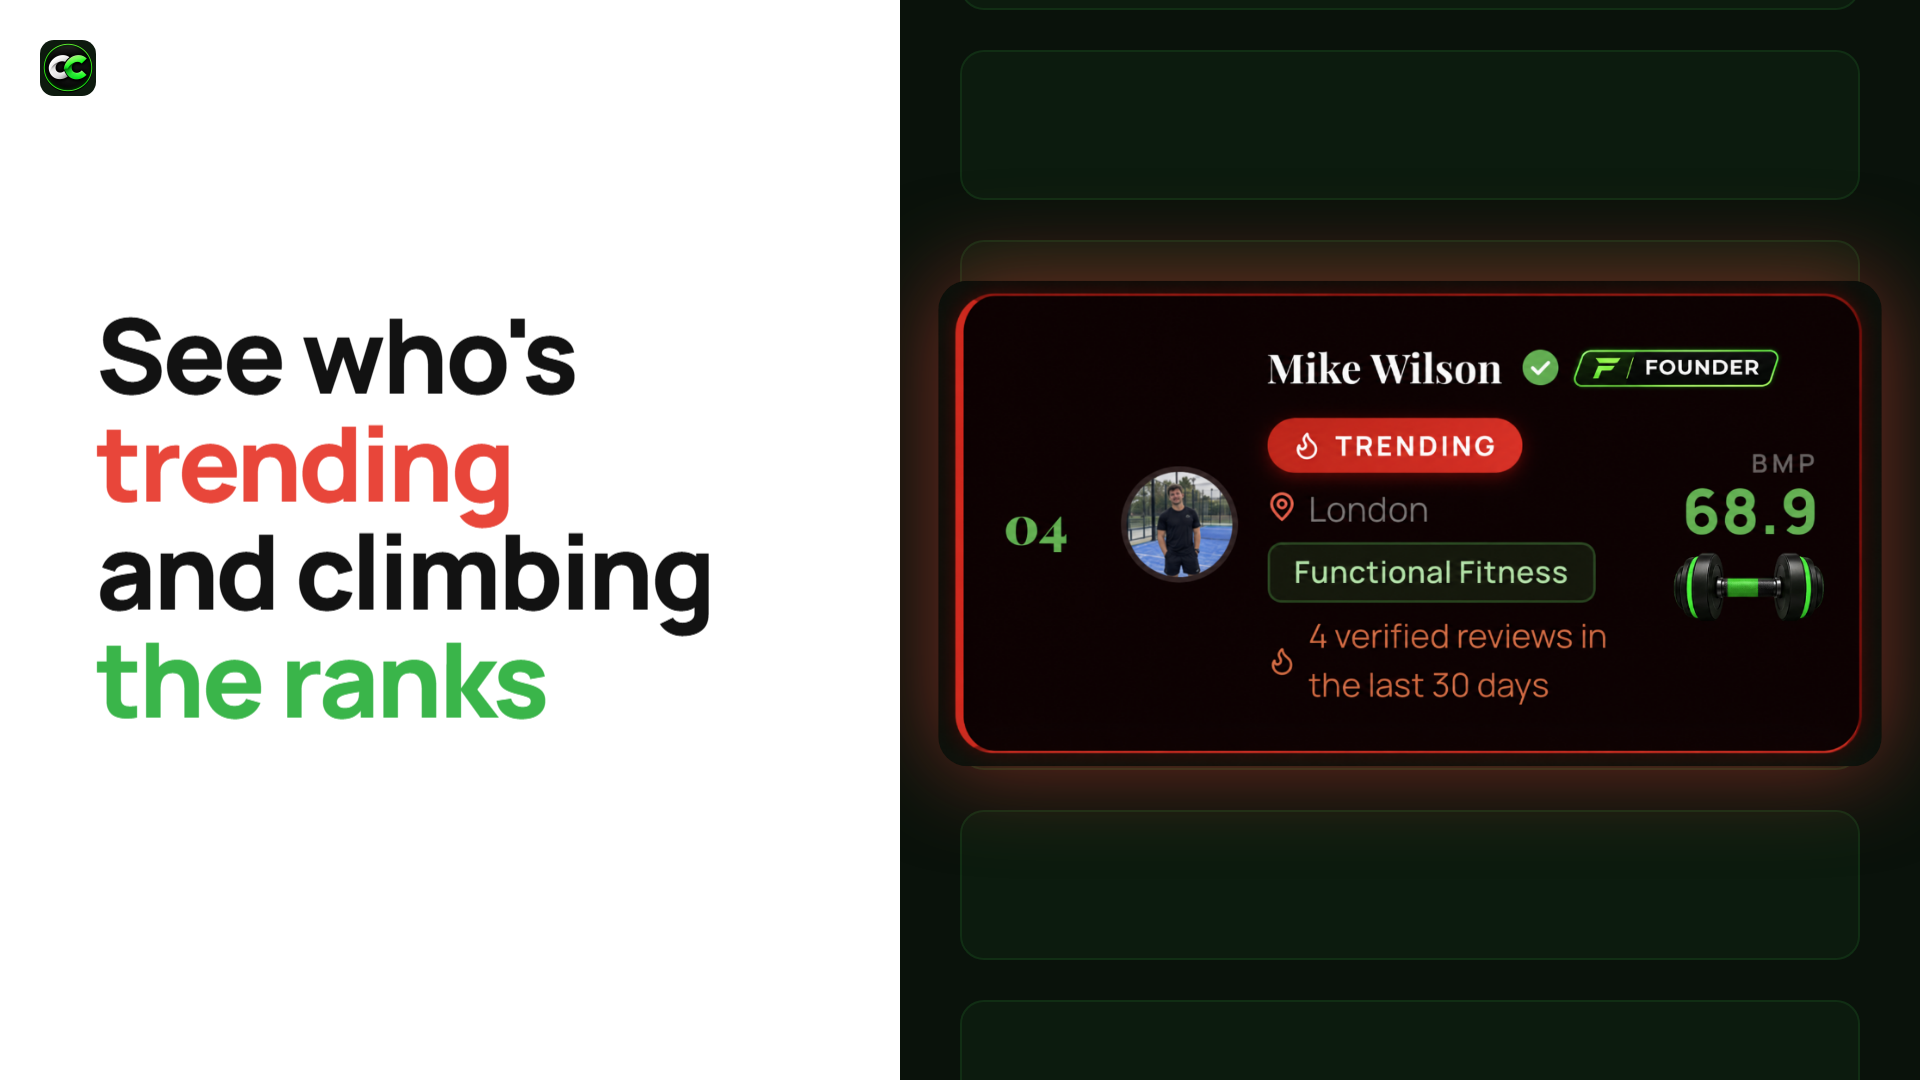 CC
See who's
trending
and climbing
the ranks
04
Mike Wilson
F / FOUNDER
TRENDING
London
Functional Fitness
4 verified reviews in
the last 30 days
BMP
68.9